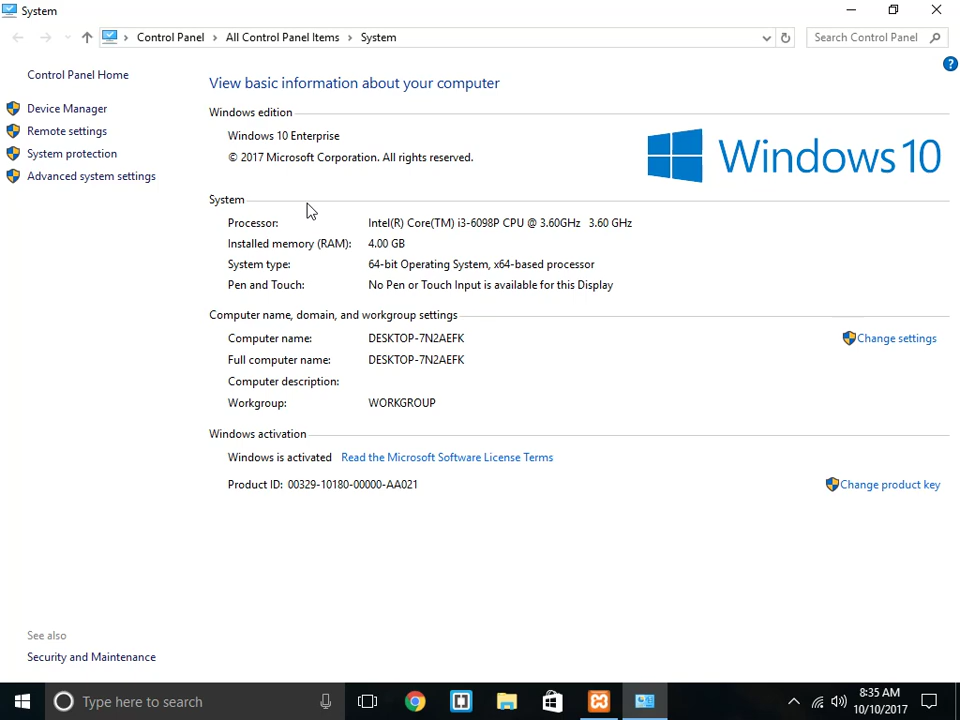 System
Control Panel > All Control Panel Items > System
Search Control Panel
?
Control Panel Home
Device Manager
Remote settings
System protection
Advanced system settings
View basic information about your computer
Windows edition
Windows 10 Enterprise
© 2017 Microsoft Corporation. All rights reserved.
Windows 10
System
Processor: Intel(R) Core(TM) i3-6098P CPU @ 3.60GHz 3.60 GHz
Installed memory (RAM): 4.00 GB
System type: 64-bit Operating System, x64-based processor
Pen and Touch: No Pen or Touch Input is available for this Display
Computer name, domain, and workgroup settings
Computer name: DESKTOP-7N2AEFK
Change settings
Full computer name: DESKTOP-7N2AEFK
Computer description:
Workgroup: WORKGROUP
Windows activation
Windows is activated Read the Microsoft Software License Terms
Product ID: 00329-10180-00000-AA021
Change product key
See also
Security and Maintenance
Type here to search
8:35 AM
10/10/2017